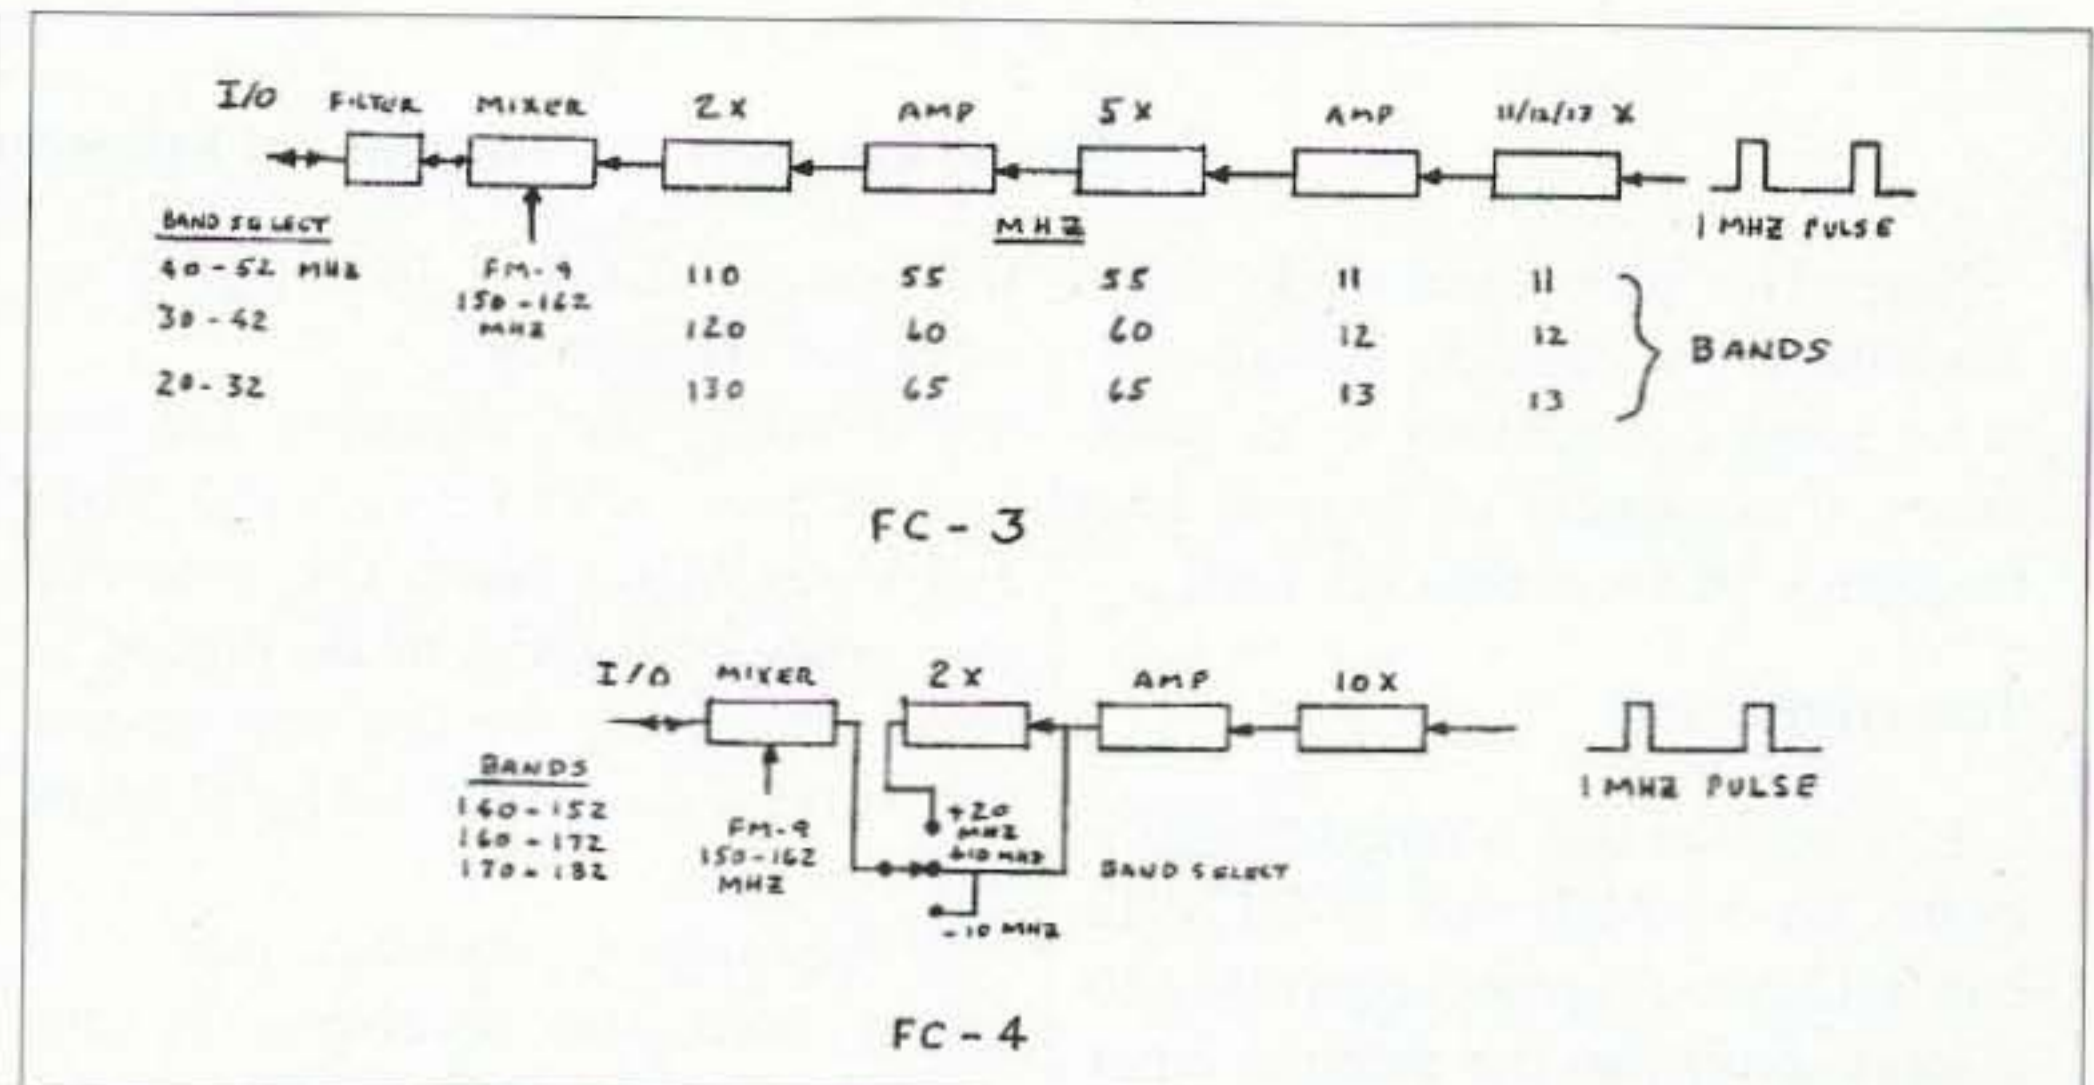 I/O FILTER MIXER 2X AMP 5X AMP 11/12/13 X
BAND SELECT
MHZ
1 MHZ PULSE
40-52 MHZ FM-9 110 55 55 11 11
150-162
30-42 MHZ 120 60 60 12 12 BANDS
20-32 130 65 65 13 13
FC-3
I/O MIXER 2X AMP 10X
BANDS
1 MHZ PULSE
140-152 FM-9 +20
MHZ
160-172 150-162 +10 MHZ
170-182 MHZ BAND SELECT
-10 MHZ
FC-4